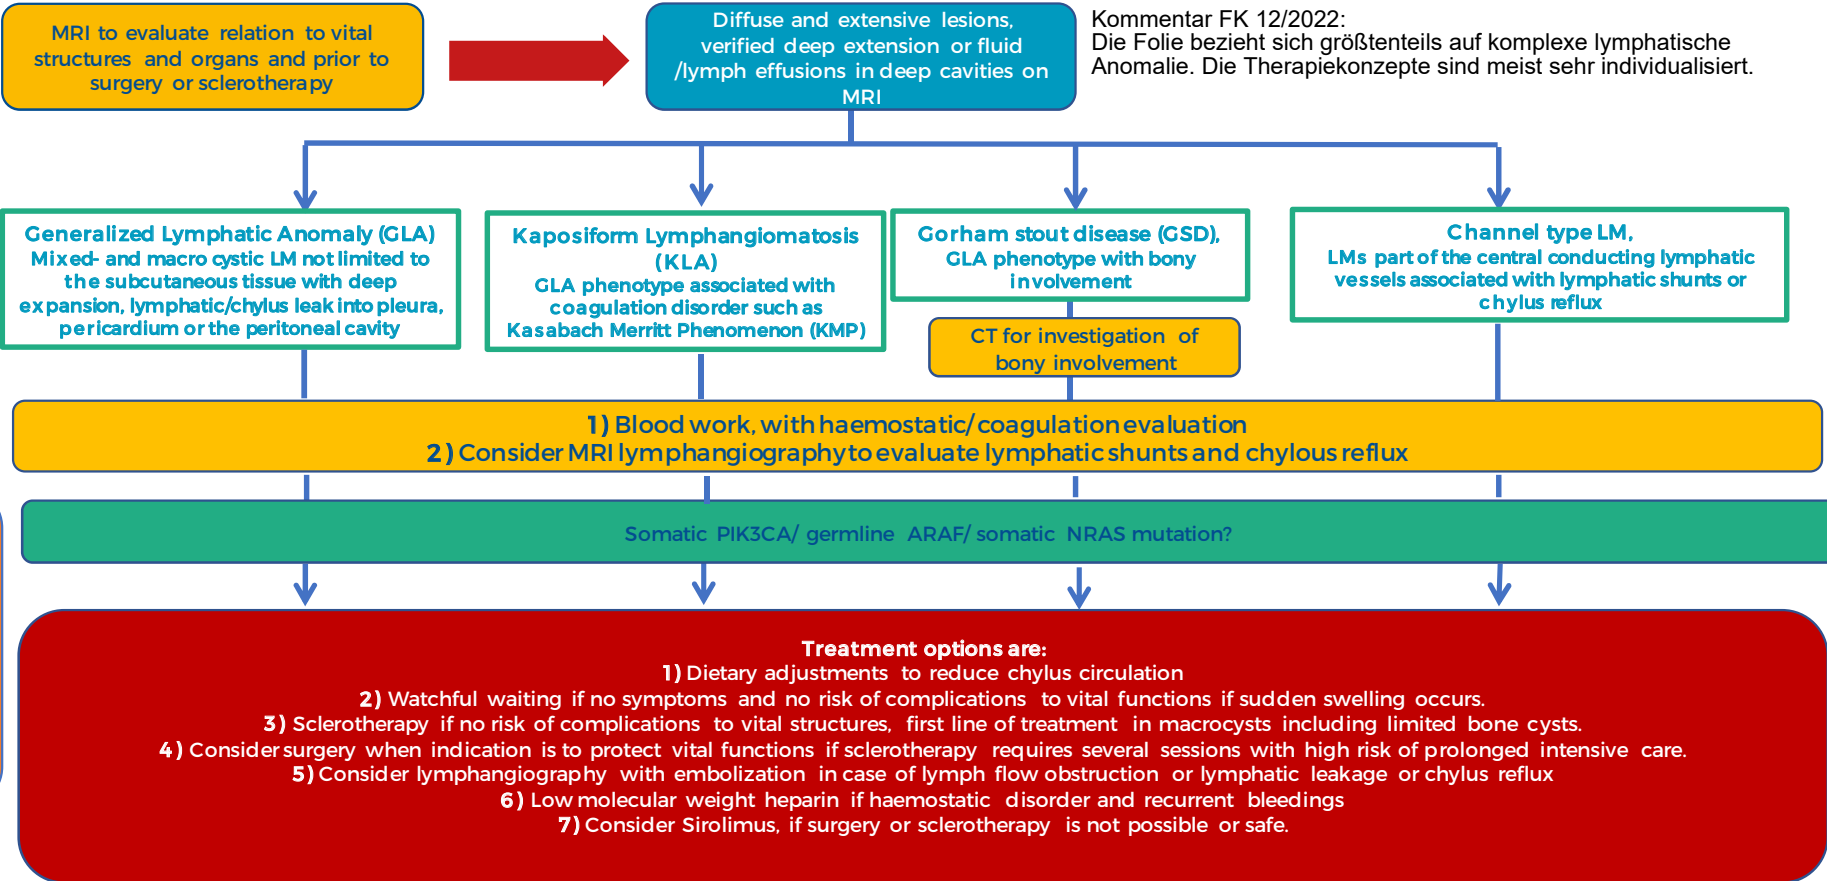 MRI to evaluate relation to vital
structures and organs and prior to
surgery or sclerotherapy
Diffuse and extensive lesions,
verified deep extension or fluid
/lymph effusions in deep cavities on
MRI
Kommentar FK 12/2022:
Die Folie bezieht sich größtenteils auf komplexe lymphatische
Anomalie. Die Therapiekonzepte sind meist sehr individualisiert.
Generalized Lymphatic Anomaly (GLA)
Mixed- and macro cystic LM not limited to
the subcutaneous tissue with deep
expansion, lymphatic/chylus leak into pleura,
pericardium or the peritoneal cavity
Kaposiform Lymphangiomatosis
(KLA)
GLA phenotype associated with
coagulation disorder such as
Kasabach Merritt Phenomenon (KMP)
Gorham stout disease (GSD),
GLA phenotype with bony
involvement
CT for investigation of
bony involvement
Channel type LM,
LMs part of the central conducting lymphatic
vessels associated with lymphatic shunts or
chylus reflux
1) Blood work, with haemostatic/coagulation evaluation
2) Consider MRI lymphangiography to evaluate lymphatic shunts and chylous reflux
Somatic PIK3CA/ germline ARAF/ somatic NRAS mutation?
Treatment options are:
1) Dietary adjustments to reduce chylus circulation
2) Watchful waiting if no symptoms and no risk of complications to vital functions if sudden swelling occurs.
3) Sclerotherapy if no risk of complications to vital structures, first line of treatment in macrocysts including limited bone cysts.
4) Consider surgery when indication is to protect vital functions if sclerotherapy requires several sessions with high risk of prolonged intensive care.
5) Consider lymphangiography with embolization in case of lymph flow obstruction or lymphatic leakage or chylus reflux
6) Low molecular weight heparin if haemostatic disorder and recurrent bleedings
7) Consider Sirolimus, if surgery or sclerotherapy is not possible or safe.